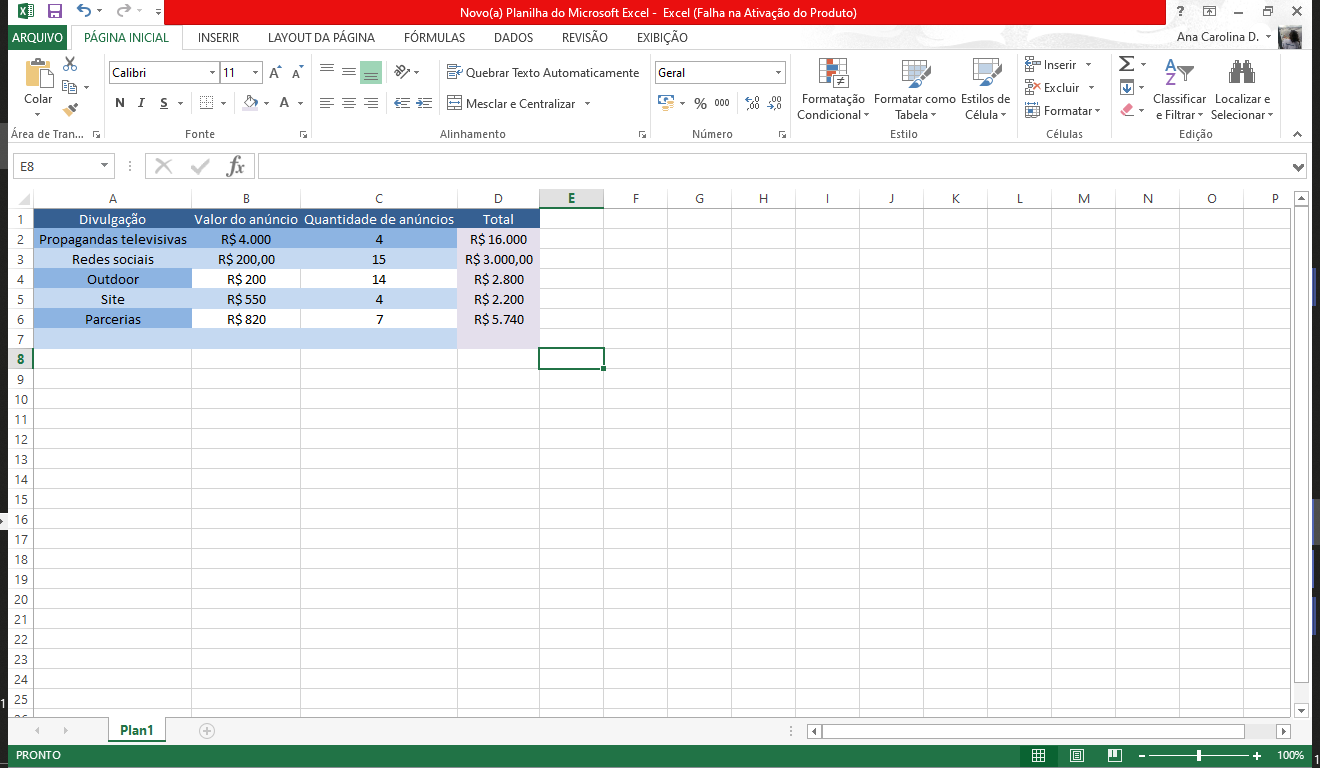 Novo(a) Planilha do Microsoft Excel - Excel (Falha na Ativação do Produto)
?
ARQUIVO PÁGINA INICIAL INSERIR LAYOUT DA PÁGINA FÓRMULAS DADOS REVISÃO EXIBIÇÃO Ana Carolina D.
Calibri 11 Quebrar Texto Automaticamente Geral Inserir
Colar N I S A Mesclar e Centralizar % 000 Formatação Condicional Formatar como Tabela Estilos de Célula Excluir Formatar Classificar e Filtrar Localizar e Selecionar
Área de Tran... Fonte Alinhamento Número Estilo Células Edição
E8 fx
A B C D E F G H I J K L M N O P
1 Divulgação Valor do anúncio Quantidade de anúncios Total
2 Propagandas televisivas R$ 4.000 4 R$ 16.000
3 Redes sociais R$ 200,00 15 R$ 3.000,00
4 Outdoor R$ 200 14 R$ 2.800
5 Site R$ 550 4 R$ 2.200
6 Parcerias R$ 820 7 R$ 5.740
7
8
9
10
11
12
13
14
15
16
17
18
19
20
21
22
23
24
25
Plan1
PRONTO 100%